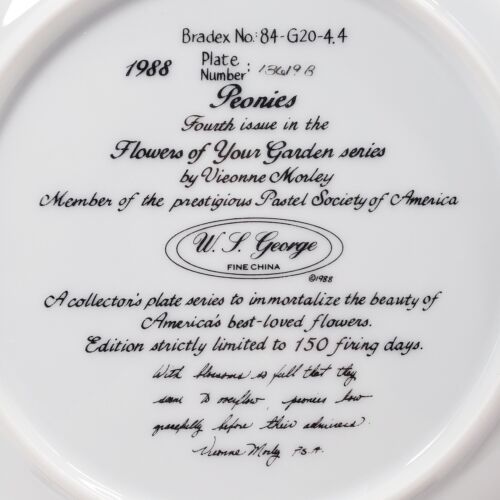 Bradex No: 84-G20-4.4
1988 Plate
Number:
Peonies
Fourth issue in the
Flowers of Your Garden series
by Vieonne Morley
Member of the prestigious Pastel Society of America
W. S. George
FINE CHINA
©1988
A collector's plate series to immortalize the beauty of
America's best-loved flowers.
Edition strictly limited to 150 firing days.
With blossoms so full that they
seem to overflow, peonies bow
gracefully before their admirers.
Vieonne Morley P.S.A.